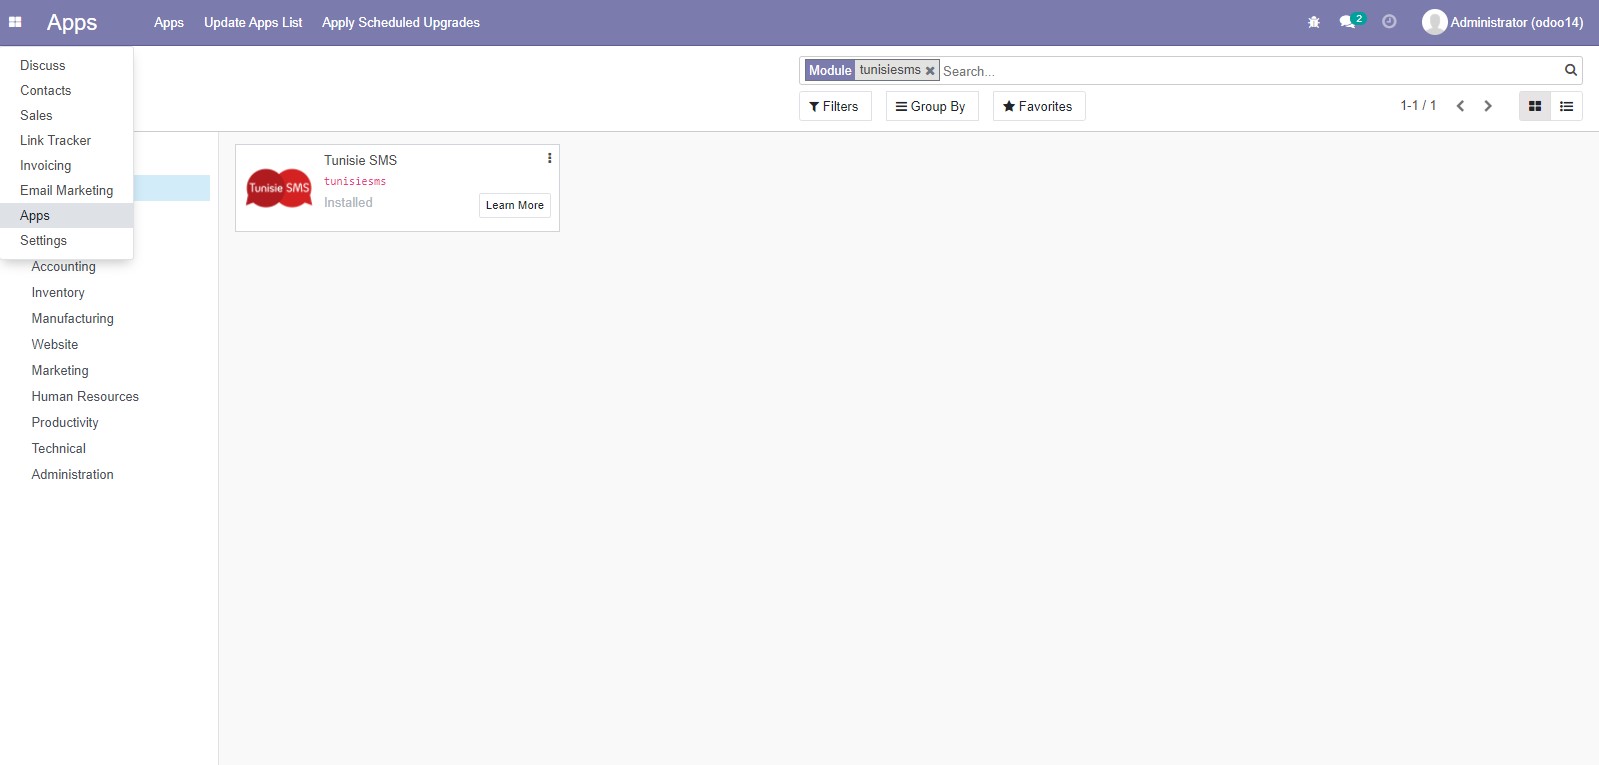 Apps Apps Update Apps List Apply Scheduled Upgrades 2 Administrator (odoo14)
Discuss
Contacts
Sales
Link Tracker
Invoicing
Email Marketing
Apps
Settings
Module tunisiesms Search...
Filters Group By Favorites 1-1 / 1
Accounting
Inventory
Manufacturing
Website
Marketing
Human Resources
Productivity
Technical
Administration
Tunisie SMS
Tunisie SMS
tunisiesms
Installed
Learn More